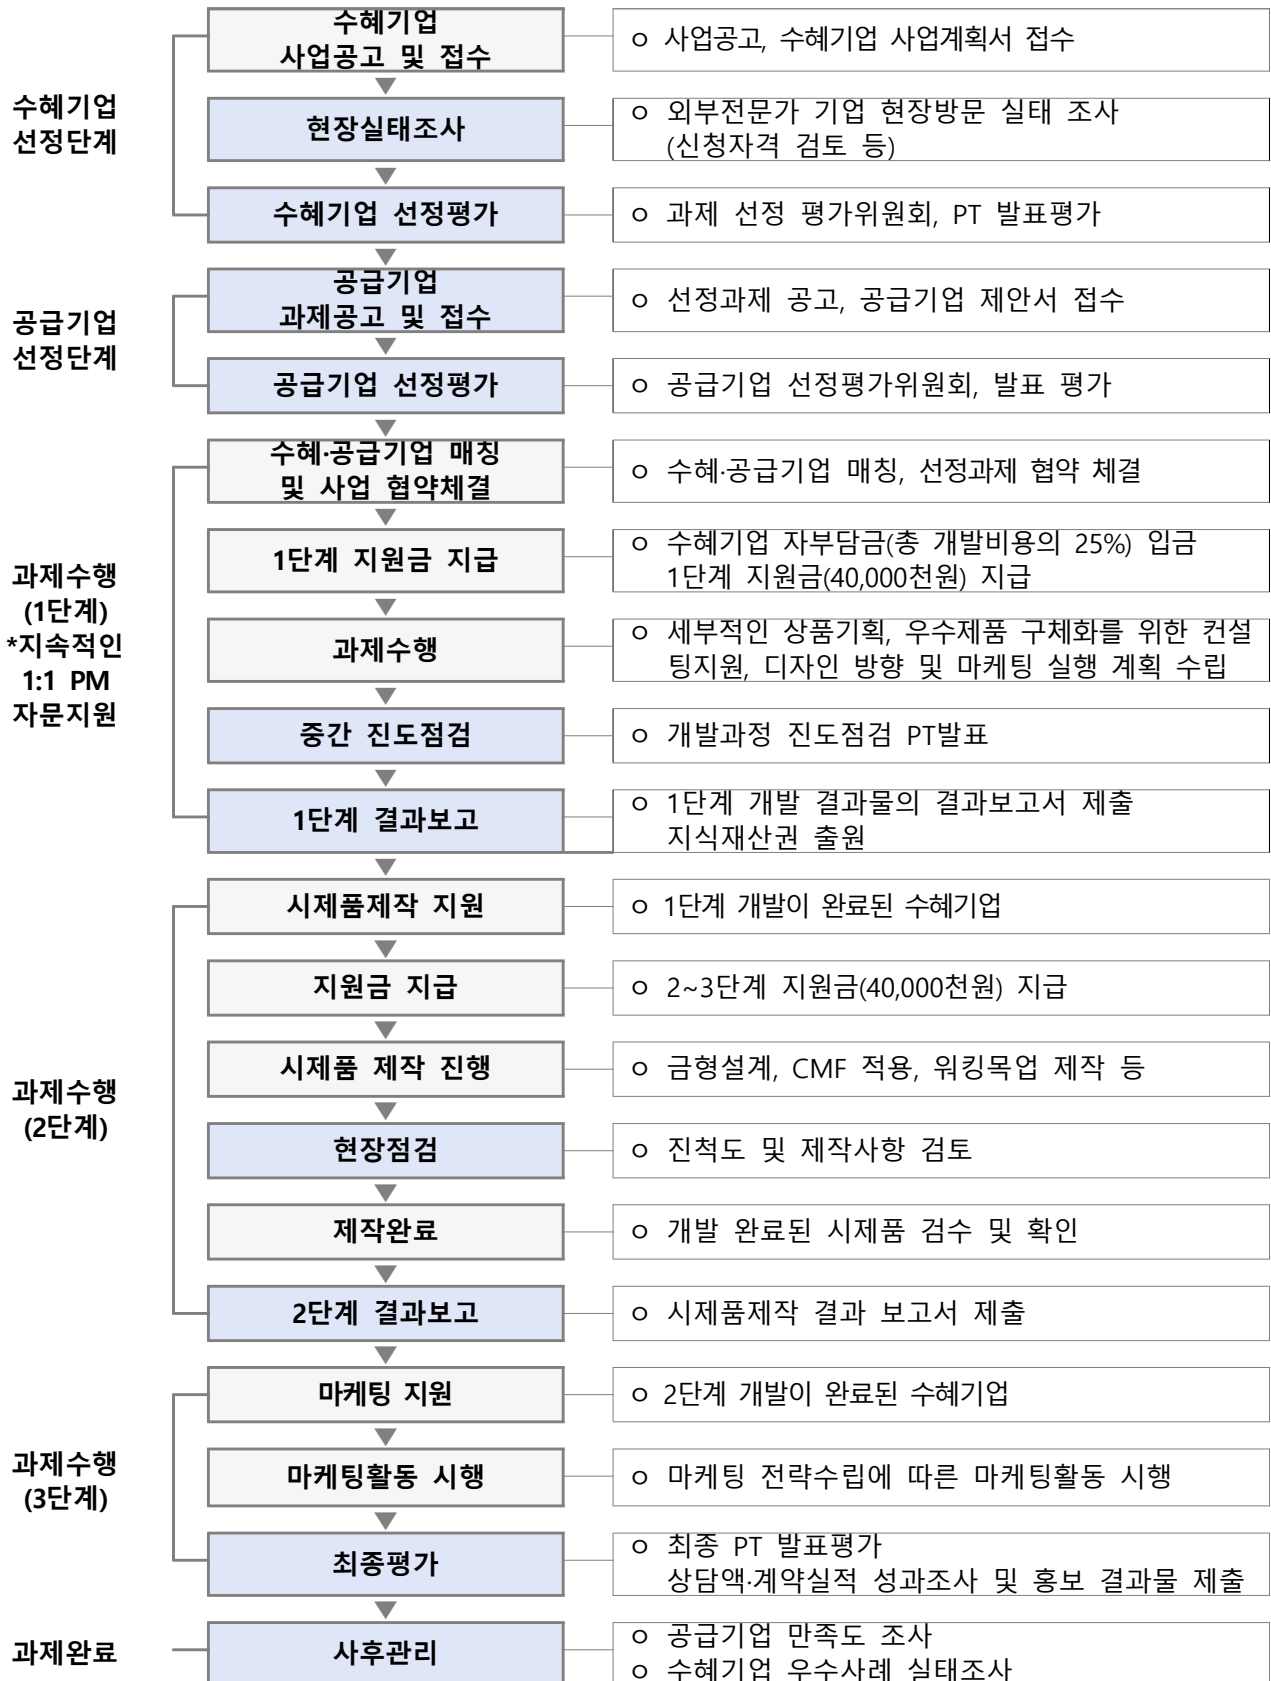 수혜기업
선정단계
수혜기업
사업공고 및 접수
ㅇ 사업공고, 수혜기업 사업계획서 접수
현장실태조사
ㅇ 외부전문가 기업 현장방문 실태 조사
(신청자격 검토 등)
수혜기업 선정평가
ㅇ 과제 선정 평가위원회, PT 발표평가
공급기업
선정단계
공급기업
과제공고 및 접수
ㅇ 선정과제 공고, 공급기업 제안서 접수
공급기업 선정평가
ㅇ 공급기업 선정평가위원회, 발표 평가
과제수행
(1단계)
*지속적인
1:1 PM
자문지원
수혜·공급기업 매칭
및 사업 협약체결
ㅇ 수혜·공급기업 매칭, 선정과제 협약 체결
1단계 지원금 지급
ㅇ 수혜기업 자부담금(총 개발비용의 25%) 입금
1단계 지원금(40,000천원) 지급
과제수행
ㅇ 세부적인 상품기획, 우수제품 구체화를 위한 컨설
팅지원, 디자인 방향 및 마케팅 실행 계획 수립
중간 진도점검
ㅇ 개발과정 진도점검 PT발표
1단계 결과보고
ㅇ 1단계 개발 결과물의 결과보고서 제출
지식재산권 출원
과제수행
(2단계)
시제품제작 지원
ㅇ 1단계 개발이 완료된 수혜기업
지원금 지급
ㅇ 2~3단계 지원금(40,000천원) 지급
시제품 제작 진행
ㅇ 금형설계, CMF 적용, 워킹목업 제작 등
현장점검
ㅇ 진척도 및 제작사항 검토
제작완료
ㅇ 개발 완료된 시제품 검수 및 확인
2단계 결과보고
ㅇ 시제품제작 결과 보고서 제출
과제수행
(3단계)
마케팅 지원
ㅇ 2단계 개발이 완료된 수혜기업
마케팅활동 시행
ㅇ 마케팅 전략수립에 따른 마케팅활동 시행
최종평가
ㅇ 최종 PT 발표평가
상담액·계약실적 성과조사 및 홍보 결과물 제출
과제완료
사후관리
ㅇ 공급기업 만족도 조사
ㅇ 수혜기업 우수사례 실태조사